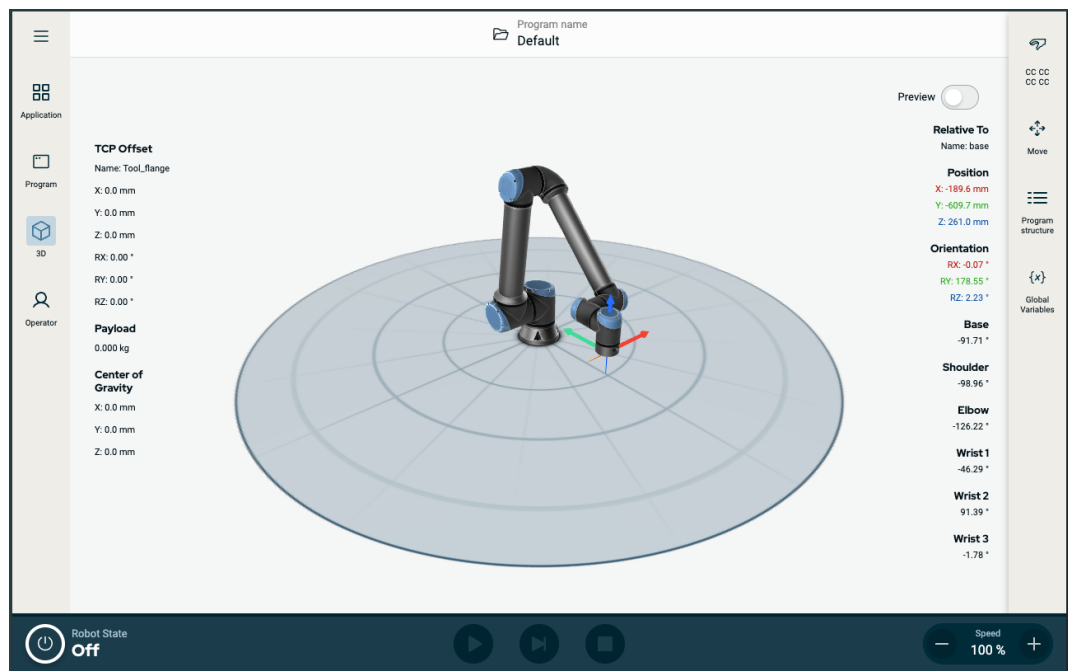 Program name
Default
Application
Program
3D
Operator
TCP Offset
Name: Tool_flange
X: 0.0 mm
Y: 0.0 mm
Z: 0.0 mm
RX: 0.00 °
RY: 0.00 °
RZ: 0.00 °
Payload
0.000 kg
Center of
Gravity
X: 0.0 mm
Y: 0.0 mm
Z: 0.0 mm
Preview
Relative To
Name: base
Position
X: -189.6 mm
Y: -609.7 mm
Z: 261.0 mm
Orientation
RX: -0.07 °
RY: 178.55 °
RZ: 2.23 °
Base
-91.71 °
Shoulder
-98.96 °
Elbow
-126.22 °
Wrist 1
-46.29 °
Wrist 2
91.39 °
Wrist 3
-1.78 °
CC CC
CC CC
Move
Program
structure
{x}
Global
Variables
Robot State
Off
Speed
100 %